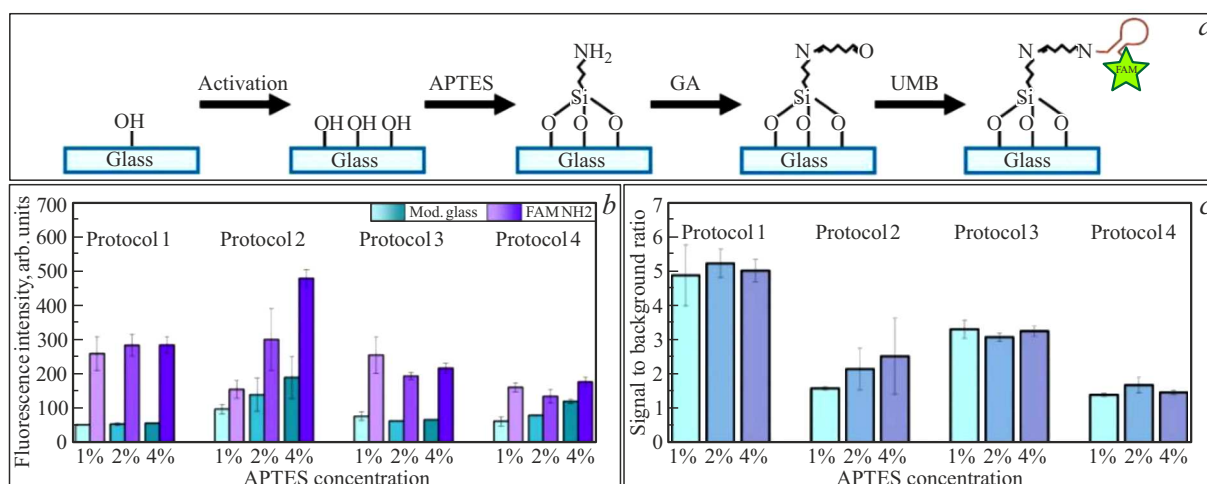 a
Activation
APTES
GA
UMB
OH
OH OH OH
NH2
Si
O O O
N O
Si
O O O
N N
FAM
Si
O O O
Glass
Glass
Glass
Glass
Glass
b
Fluorescence intensity, arb. units
700
600
500
400
300
200
100
0
Mod. glass
FAM NH2
Protocol 1
Protocol 2
Protocol 3
Protocol 4
1% 2% 4%
1% 2% 4%
1% 2% 4%
1% 2% 4%
APTES concentration
Signal to background ratio
7
6
5
4
3
2
1
0
Protocol 1
Protocol 2
Protocol 3
Protocol 4
1% 2% 4%
1% 2% 4%
1% 2% 4%
1% 2% 4%
APTES concentration